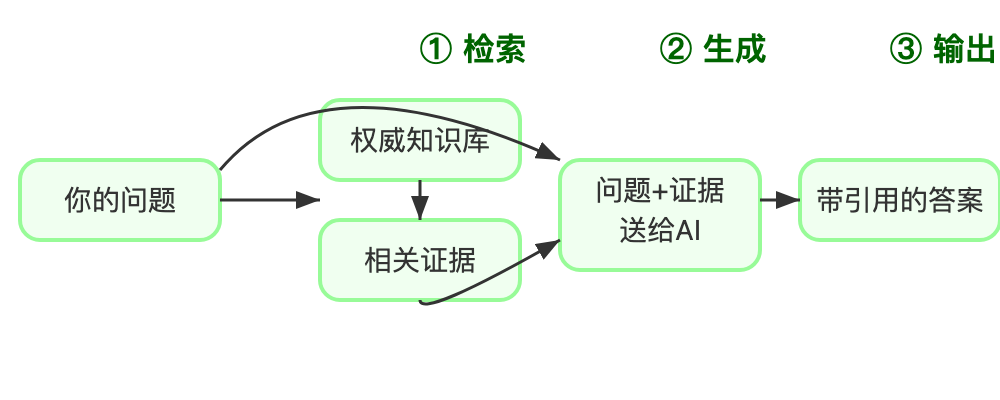 ① 检索
② 生成
③ 输出
你的问题
权威知识库
相关证据
问题+证据
送给AI
带引用的答案